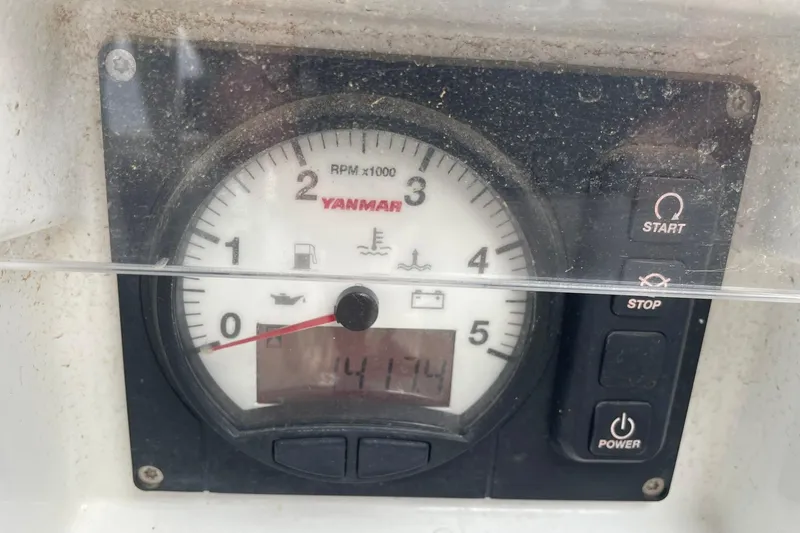 RPM x1000
2 3
YANMAR
1 4
0 5
1417.4
START
STOP
POWER